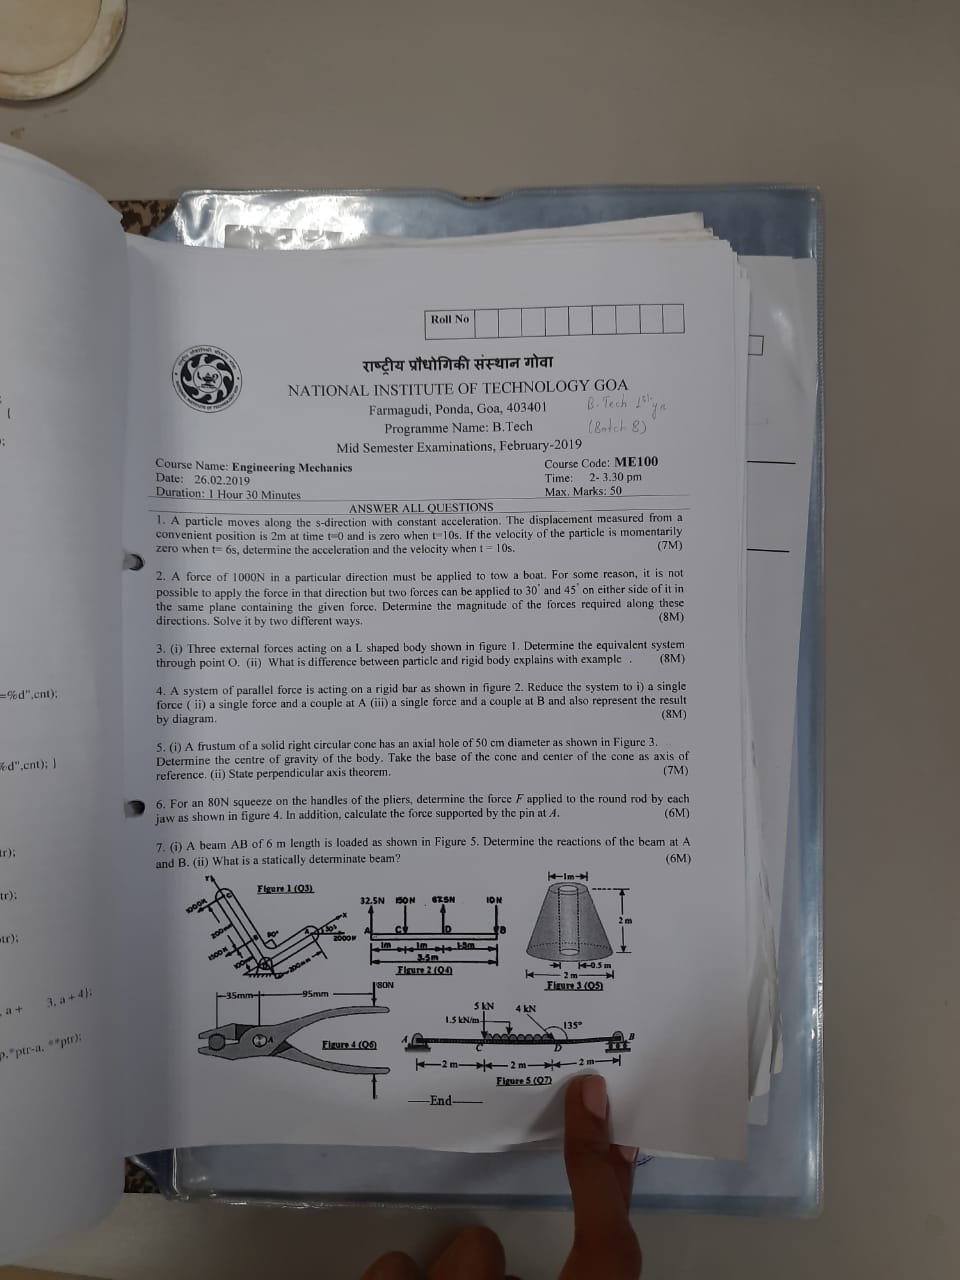 Roll No
राष्ट्रीय प्रौधोगिकी संस्थान गोवा
NATIONAL INSTITUTE OF TECHNOLOGY GOA
Farmagudi, Ponda, Goa, 403401
B.Tech 1st yr
Programme Name: B.Tech
(Batch 8)
Mid Semester Examinations, February-2019
Course Name: Engineering Mechanics
Course Code: ME100
Date: 26.02.2019
Time: 2- 3.30 pm
Duration: 1 Hour 30 Minutes
Max. Marks: 50
ANSWER ALL QUESTIONS
1. A particle moves along the s-direction with constant acceleration. The displacement measured from a
convenient position is 2m at time t=0 and is zero when t=10s. If the velocity of the particle is momentarily
zero when t= 6s, determine the acceleration and the velocity when t = 10s. (7M)
2. A force of 1000N in a particular direction must be applied to tow a boat. For some reason, it is not
possible to apply the force in that direction but two forces can be applied to 30° and 45° on either side of it in
the same plane containing the given force. Determine the magnitude of the forces required along these
directions. Solve it by two different ways. (8M)
3. (i) Three external forces acting on a L shaped body shown in figure 1. Determine the equivalent system
through point O. (ii) What is difference between particle and rigid body explains with example . (8M)
4. A system of parallel force is acting on a rigid bar as shown in figure 2. Reduce the system to i) a single
force ( ii) a single force and a couple at A (iii) a single force and a couple at B and also represent the result
by diagram. (8M)
5. (i) A frustum of a solid right circular cone has an axial hole of 50 cm diameter as shown in Figure 3.
Determine the centre of gravity of the body. Take the base of the cone and center of the cone as axis of
reference. (ii) State perpendicular axis theorem. (7M)
6. For an 80N squeeze on the handles of the pliers, determine the force F applied to the round rod by each
jaw as shown in figure 4. In addition, calculate the force supported by the pin at A. (6M)
7. (i) A beam AB of 6 m length is loaded as shown in Figure 5. Determine the reactions of the beam at A
and B. (ii) What is a statically determinate beam? (6M)
Figure 1 (Q3)
1000N
1500N
2000N
30°
90°
X
A
200mm
32.5N 150N 67.5N 10N
A C D B
1m 1m 1.5m
3.5m
Figure 2 (Q4)
1m
2 m
0.5 m
2 m
Figure 3 (Q5)
35mm 95mm
80N
A
Figure 4 (Q6)
5 kN 4 kN
1.5 kN/m
135°
A C D B
2 m 2 m 2 m
Figure 5 (Q7)
End
=%d",cnt);
%d",cnt); }
tr);
tr);
tr);
a + 3, a + 4};
p,*ptr-a, **ptr);